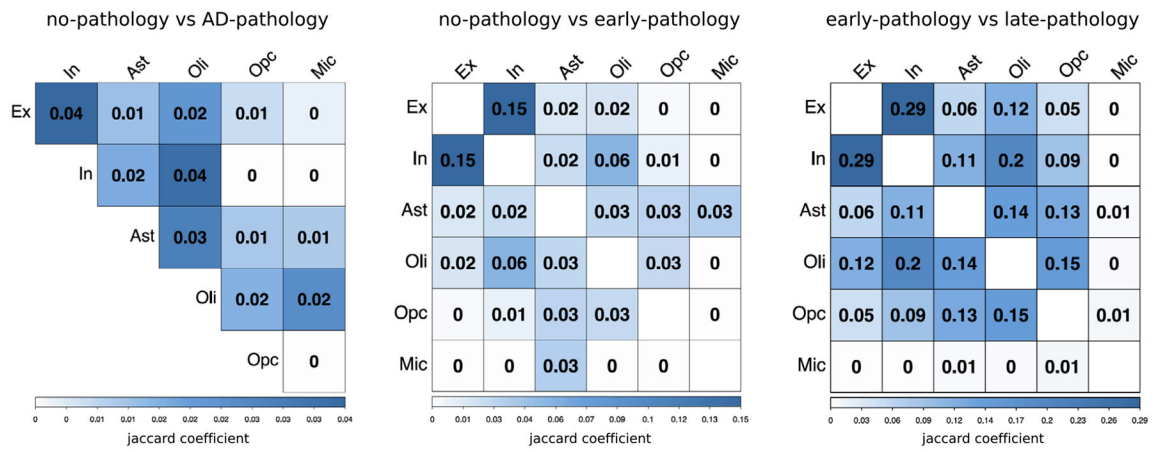 no-pathology vs AD-pathology
In Ast Oli Opc Mic
Ex 0.04 0.01 0.02 0.01 0
In 0.02 0.04 0 0
Ast 0.03 0.01 0.01
Oli 0.02 0.02
Opc 0
0 0 0.01 0.01 0.02 0.02 0.02 0.03 0.03 0.04 0.04
jaccard coefficient
no-pathology vs early-pathology
Ex In Ast Oli Opc Mic
Ex 0.15 0.02 0.02 0 0
In 0.15 0.02 0.06 0.01 0
Ast 0.02 0.02 0.03 0.03 0.03
Oli 0.02 0.06 0.03 0.03 0
Opc 0 0.01 0.03 0.03 0
Mic 0 0 0.03 0 0
0 0.01 0.03 0.04 0.06 0.07 0.09 0.1 0.12 0.13 0.15
jaccard coefficient
early-pathology vs late-pathology
Ex In Ast Oli Opc Mic
Ex 0.29 0.06 0.12 0.05 0
In 0.29 0.11 0.2 0.09 0
Ast 0.06 0.11 0.14 0.13 0.01
Oli 0.12 0.2 0.14 0.15 0
Opc 0.05 0.09 0.13 0.15 0.01
Mic 0 0 0.01 0 0.01
0 0.03 0.06 0.09 0.12 0.14 0.17 0.2 0.23 0.26 0.29
jaccard coefficient